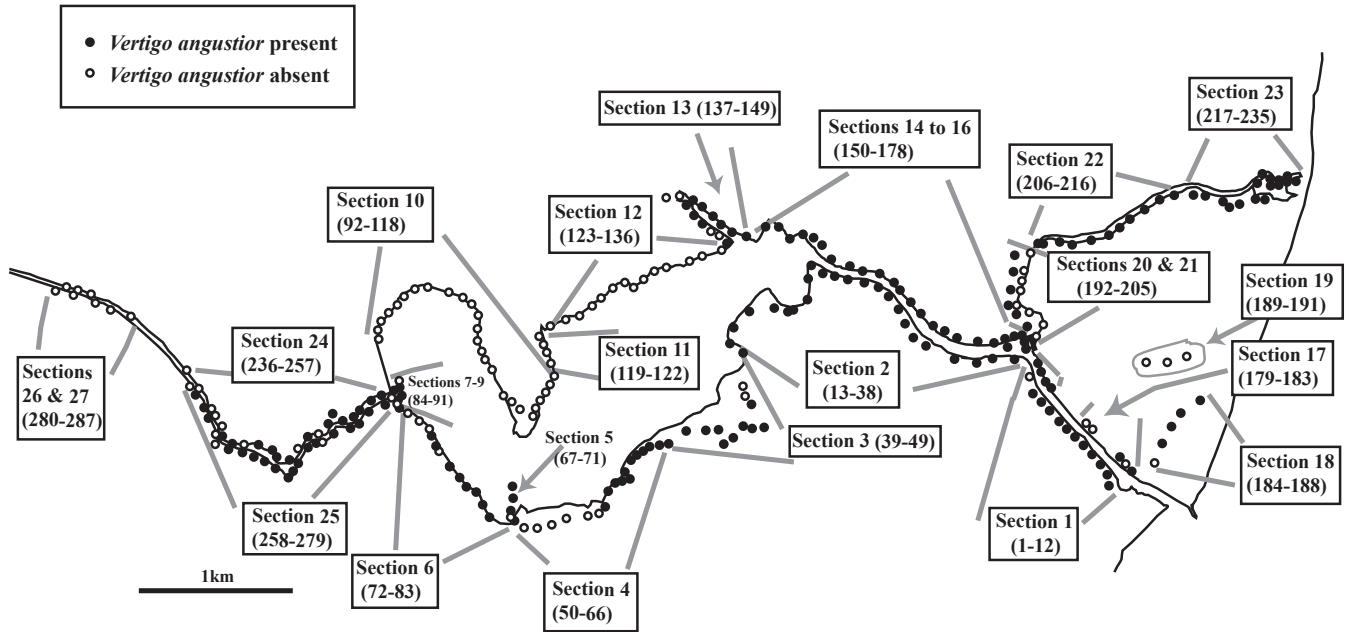 Vertigo angustior present
Vertigo angustior absent
Section 13 (137-149)
Sections 14 to 16
(150-178)
Section 23
(217-235)
Section 22
(206-216)
Section 10
(92-118)
Section 12
(123-136)
Sections 20 & 21
(192-205)
Section 19
(189-191)
Sections
26 & 27
(280-287)
Section 24
(236-257)
Sections 7-9
(84-91)
Section 11
(119-122)
Section 2
(13-38)
Section 17
(179-183)
Section 5
(67-71)
Section 3 (39-49)
Section 18
(184-188)
Section 25
(258-279)
Section 1
(1-12)
Section 6
(72-83)
Section 4
(50-66)
1km